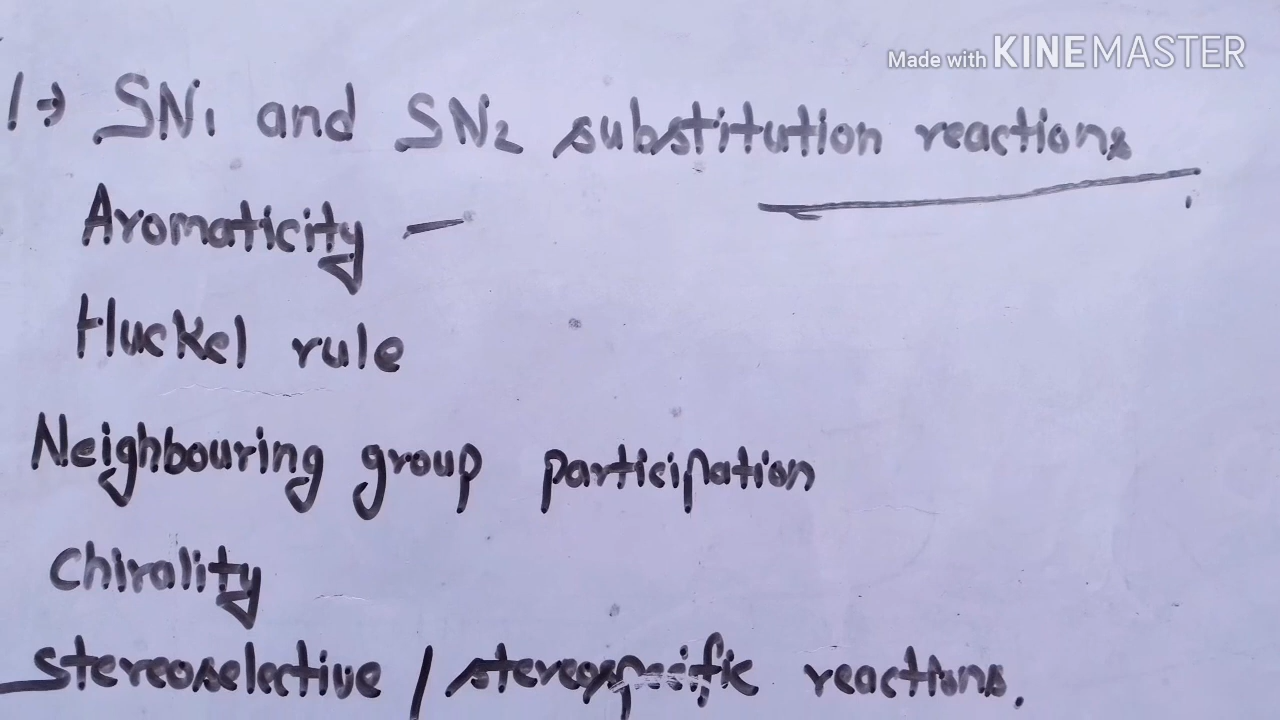 Made with KINEMASTER
1→ SN1 and SN2 substitution reactions
Aromaticity —
Huckel rule
Neighbouring group participation
Chirality
stereoselective / stereospecific reactions.